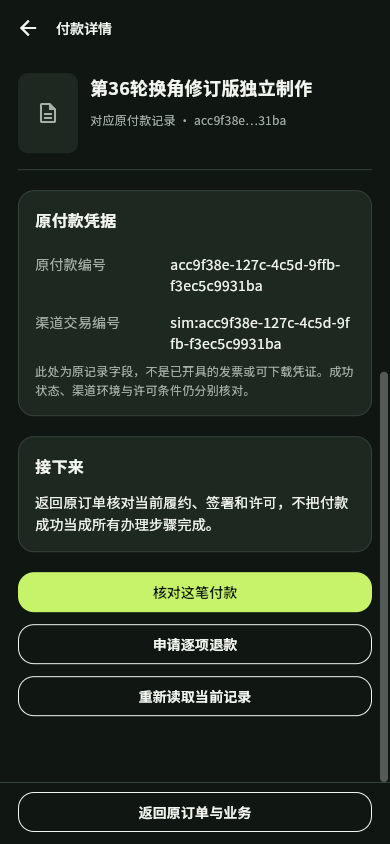 付款详情
第36轮换角修订版独立制作
对应原付款记录 · acc9f38e…31ba
原付款凭据
原付款编号
acc9f38e-127c-4c5d-9ffb-
f3ec5c9931ba
渠道交易编号
sim:acc9f38e-127c-4c5d-9f
fb-f3ec5c9931ba
此处为原记录字段，不是已开具的发票或可下载凭证。成功
状态、渠道环境与许可条件仍分别核对。
接下来
返回原订单核对当前履约、签署和许可，不把付款
成功当成所有办理步骤完成。
核对这笔付款
申请逐项退款
重新读取当前记录
返回原订单与业务